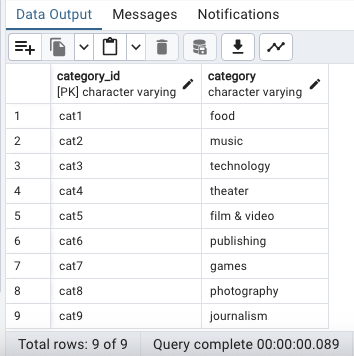 Data Output Messages Notifications
category_id category
[PK] character varying character varying
1 cat1 food
2 cat2 music
3 cat3 technology
4 cat4 theater
5 cat5 film & video
6 cat6 publishing
7 cat7 games
8 cat8 photography
9 cat9 journalism
Total rows: 9 of 9 Query complete 00:00:00.089